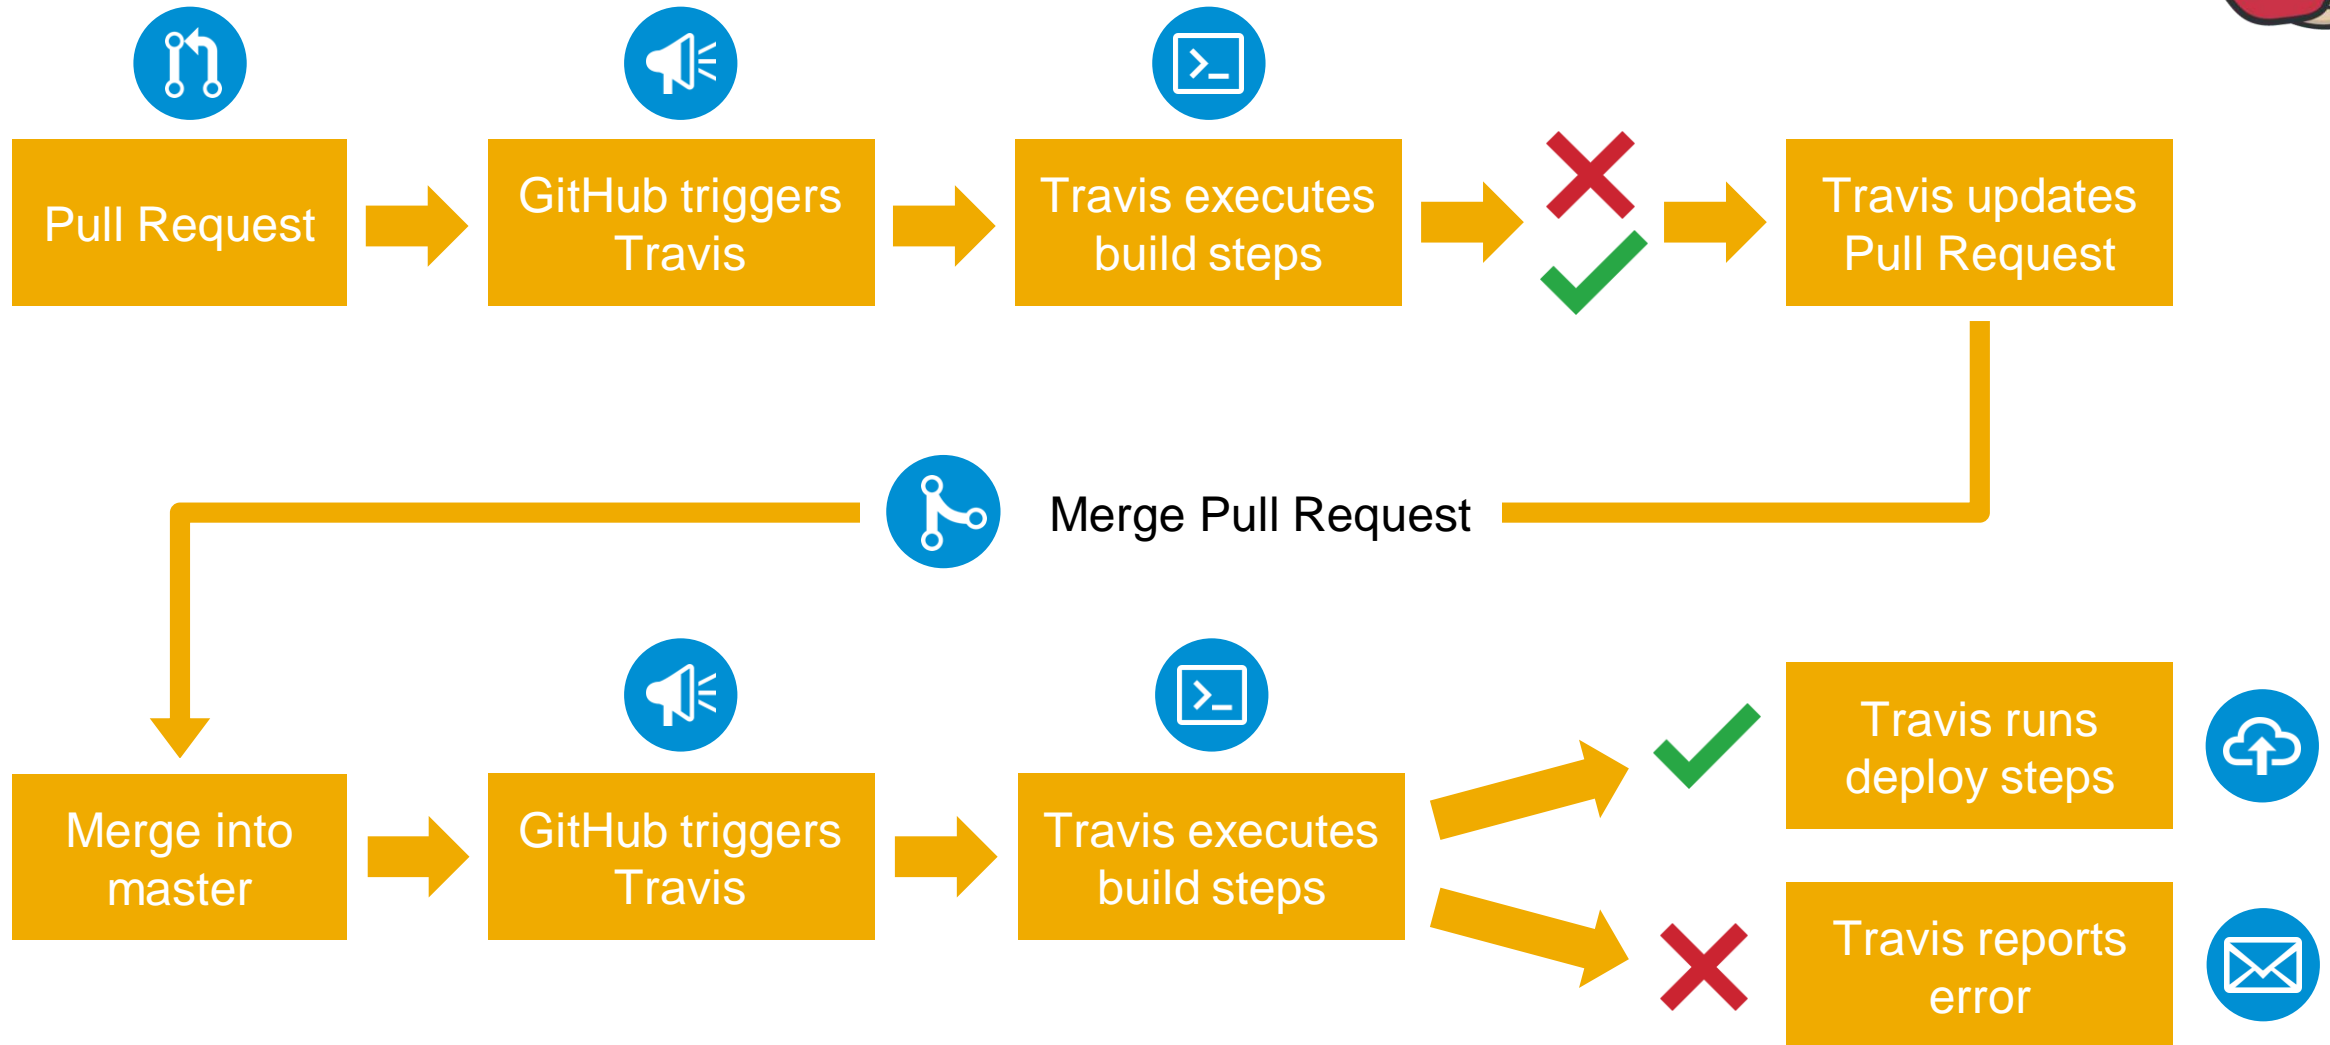 Pull Request
GitHub triggers
Travis
Travis executes
build steps
Travis updates
Pull Request
Merge Pull Request
Merge into
master
GitHub triggers
Travis
Travis executes
build steps
Travis runs
deploy steps
Travis reports
error